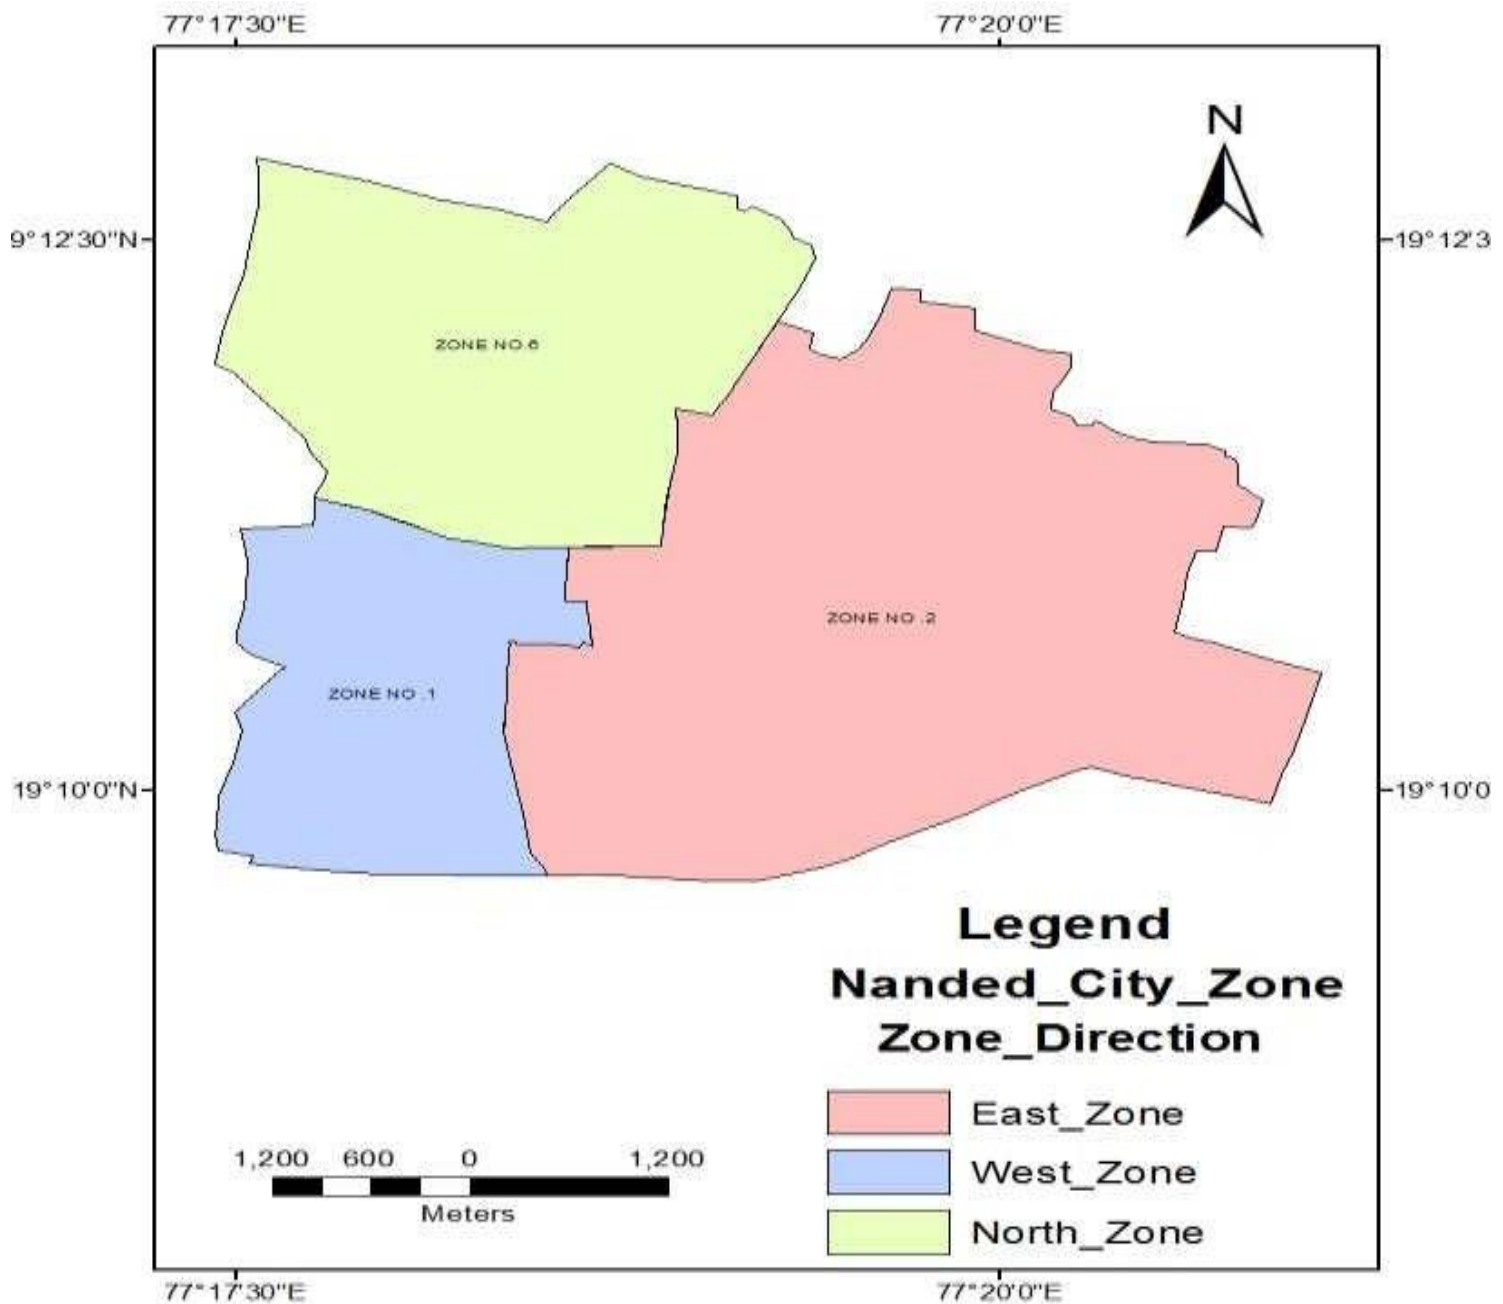 77°17'30"E 77°20'0"E
N
9°12'30"N 19°12'3
ZONE NO.6
ZONE NO .2
ZONE NO .1
19°10'0"N 19°10'0
Legend
Nanded_City_Zone
Zone_Direction
East_Zone
1,200 600 0 1,200
West_Zone
Meters
North_Zone
77°17'30"E 77°20'0"E